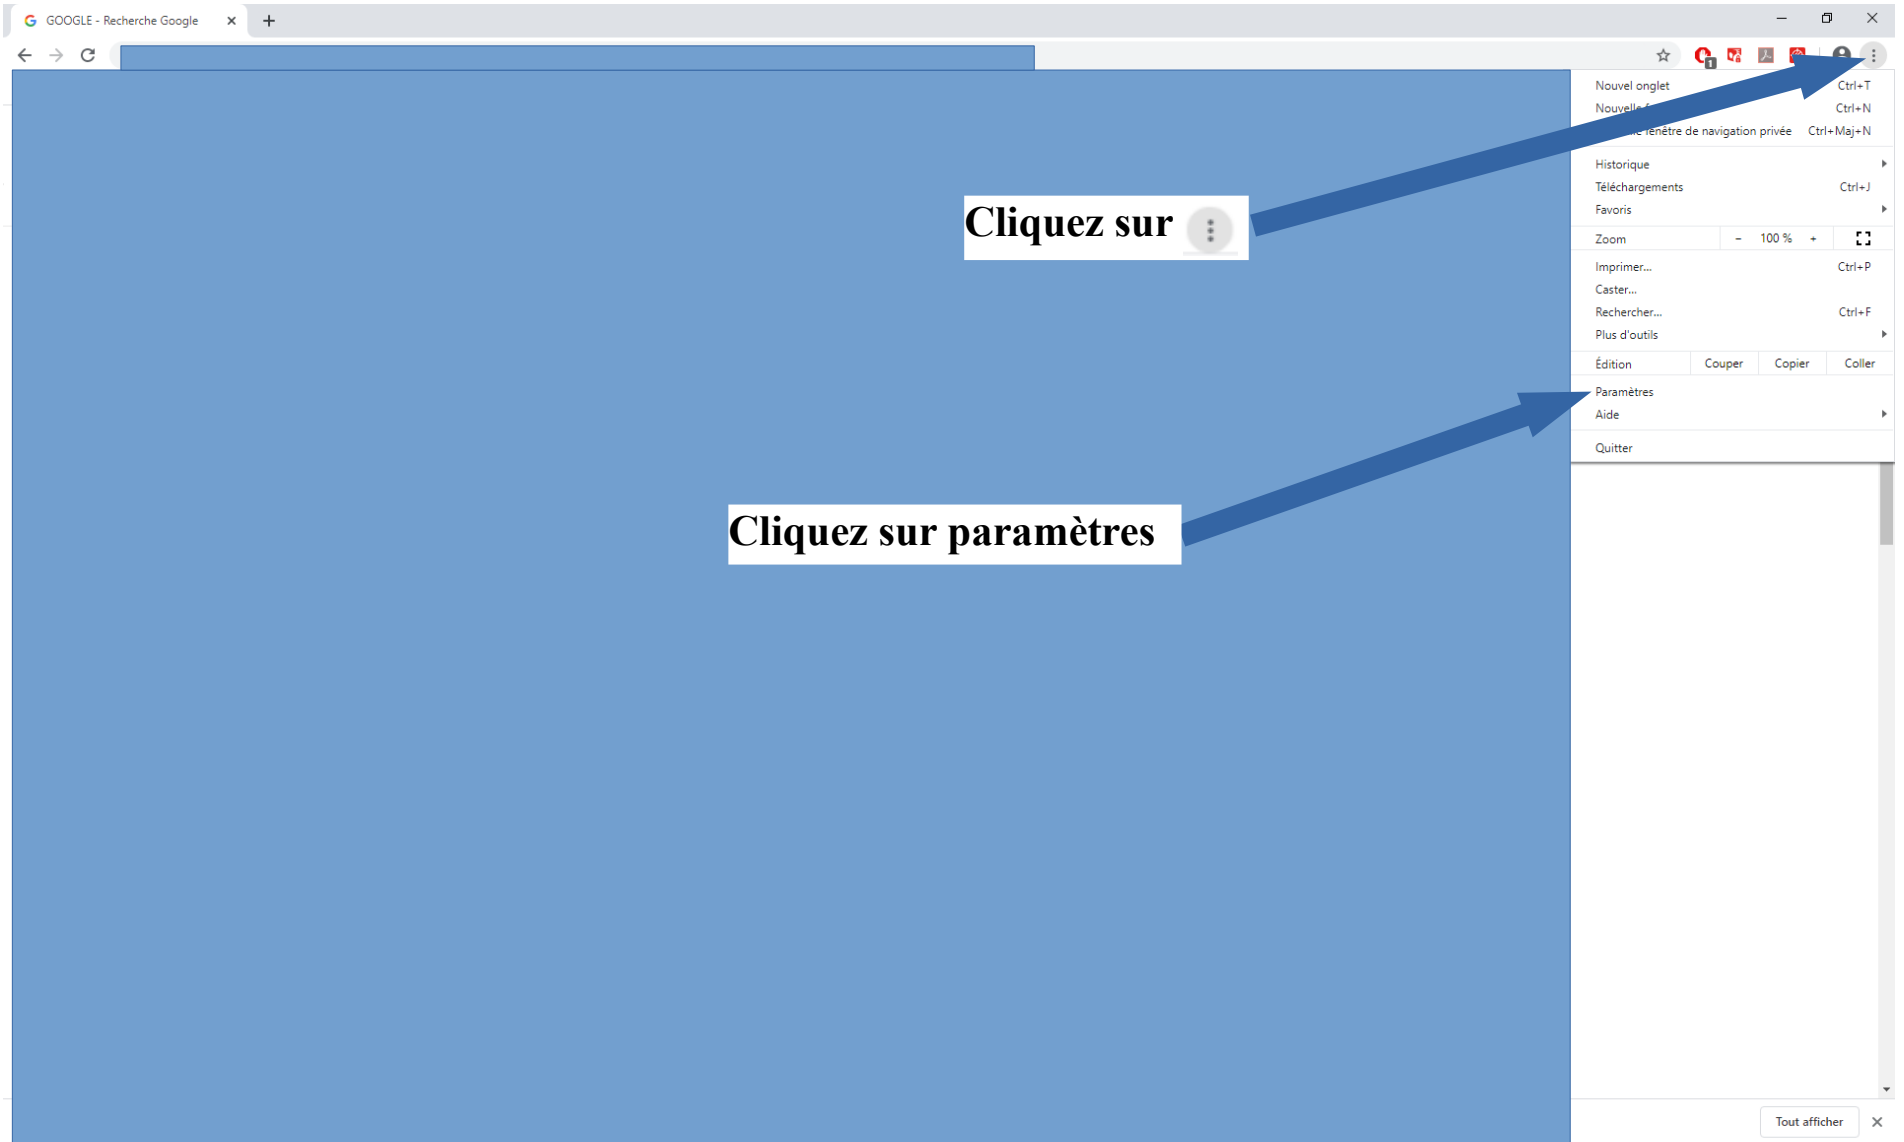 GOOGLE - Recherche Google
1
Nouvel onglet Ctrl+T
Nouvelle Ctrl+N
fenêtre de navigation privée Ctrl+Maj+N
Historique
Téléchargements Ctrl+J
Favoris
Cliquez sur
Zoom - 100 % +
Imprimer... Ctrl+P
Caster...
Rechercher... Ctrl+F
Plus d'outils
Édition Couper Copier Coller
Paramètres
Aide
Quitter
Cliquez sur paramètres
Tout afficher